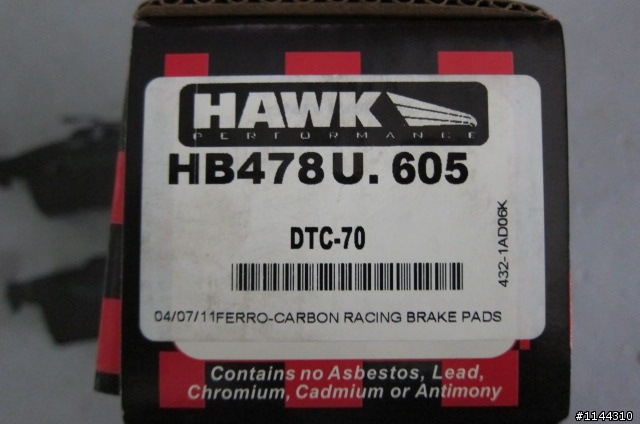 HAWK
PERFORMANCE
HB478U. 605
DTC-70
432-1AD06K
04/07/11FERRO-CARBON RACING BRAKE PADS
Contains no Asbestos, Lead,
Chromium, Cadmium or Antimony
#1144310